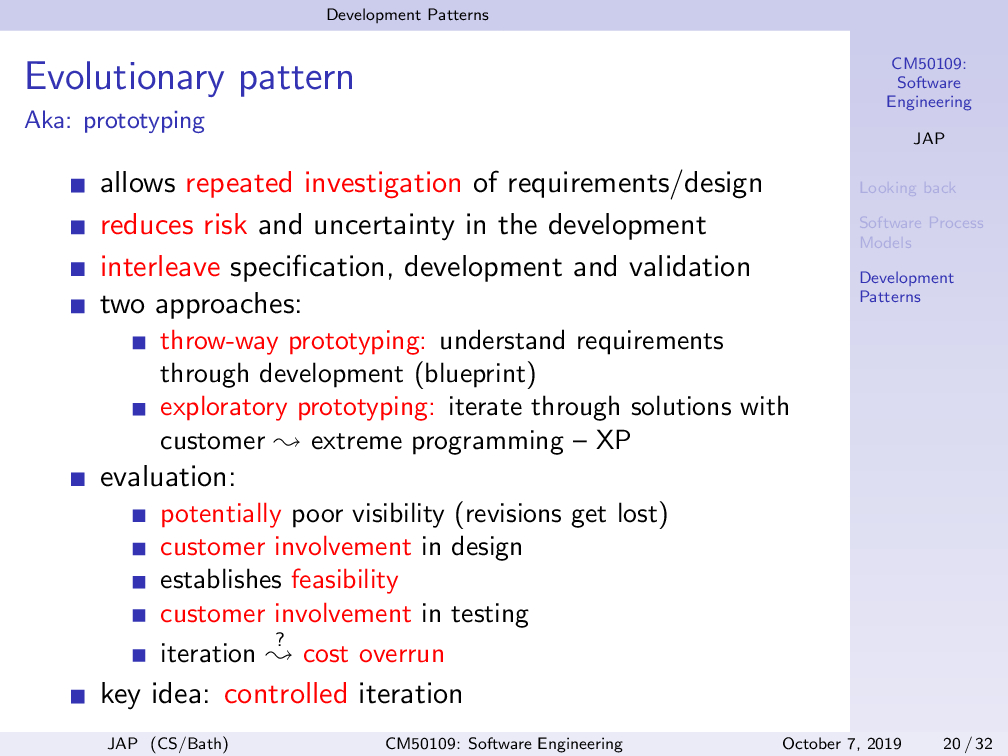 Development Patterns
Evolutionary pattern
Aka: prototyping
allows repeated investigation of requirements/design
reduces risk and uncertainty in the development
interleave specification, development and validation
two approaches:
throw-way prototyping: understand requirements
through development (blueprint)
exploratory prototyping: iterate through solutions with
customer ⤳ extreme programming – XP
evaluation:
potentially poor visibility (revisions get lost)
customer involvement in design
establishes feasibility
customer involvement in testing
iteration ?⤳ cost overrun
key idea: controlled iteration
CM50109:
Software
Engineering
JAP
Looking back
Software Process
Models
Development
Patterns
JAP (CS/Bath) CM50109: Software Engineering October 7, 2019 20 / 32